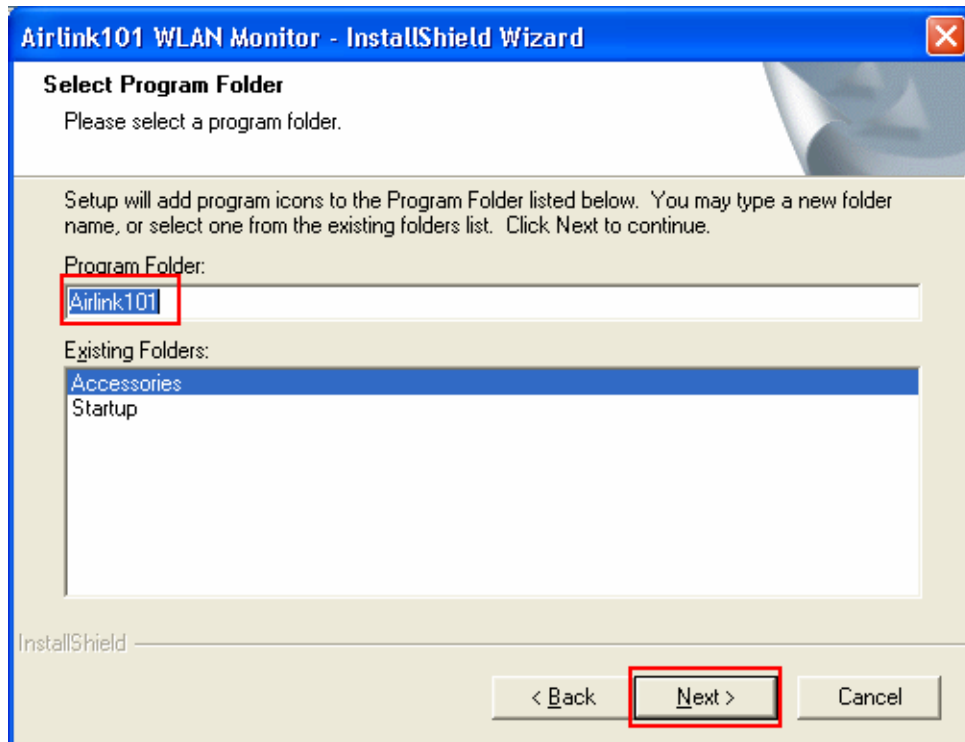 Airlink101 WLAN Monitor - InstallShield Wizard
Select Program Folder
Please select a program folder.
Setup will add program icons to the Program Folder listed below.  You may type a new folder
name, or select one from the existing folders list.  Click Next to continue.
Program Folder:
Airlink101
Existing Folders:
Accessories
Startup
InstallShield
< Back
Next >
Cancel